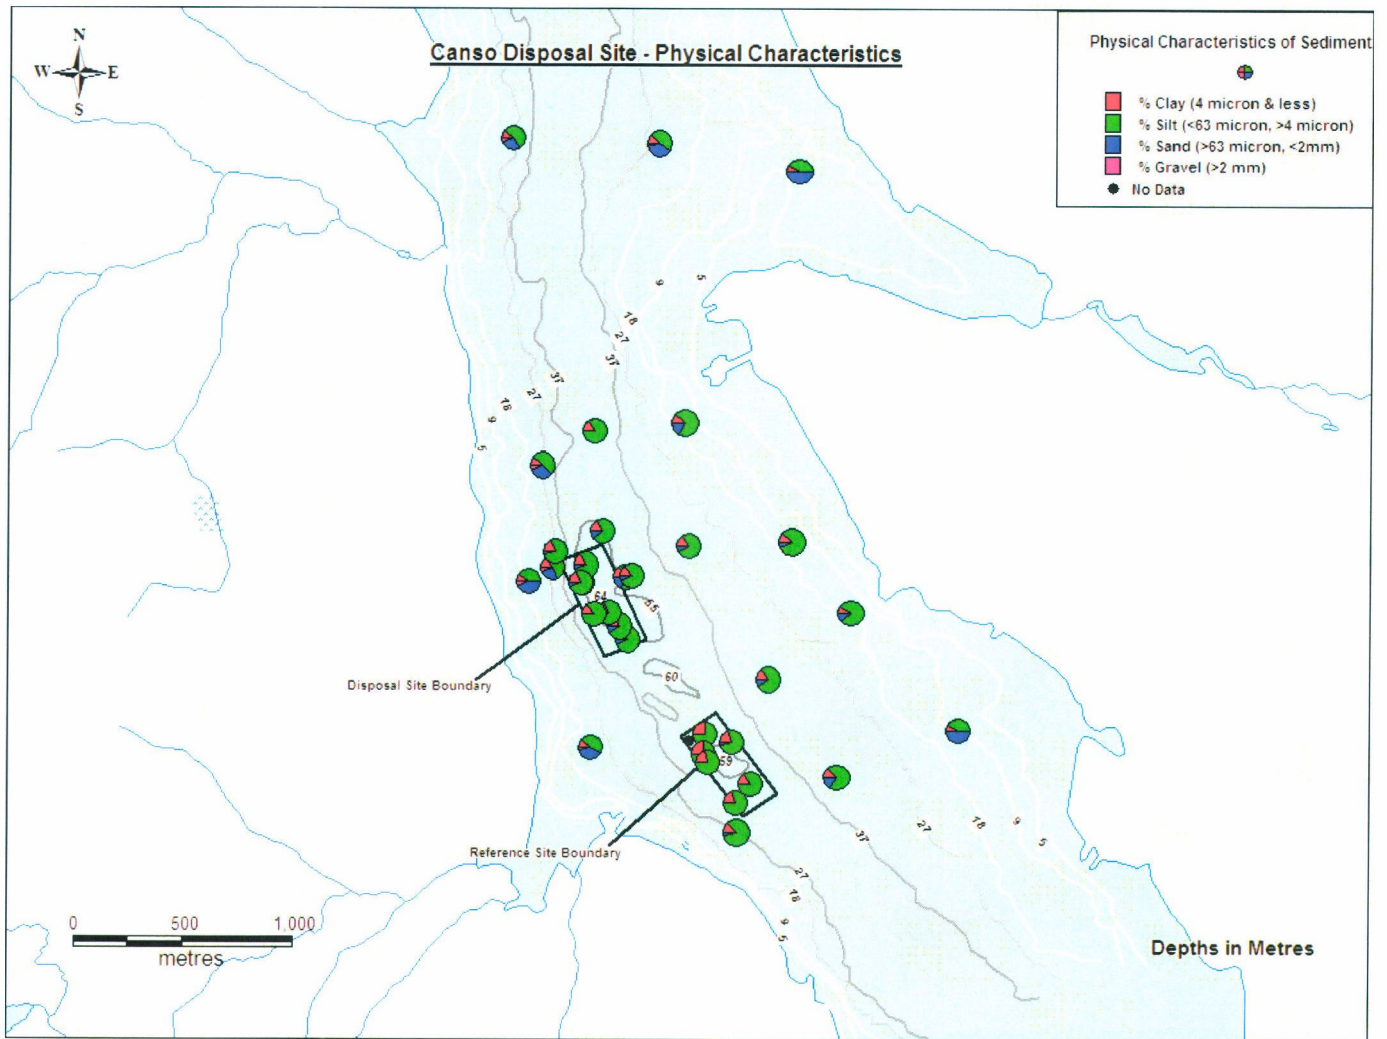 Canso Disposal Site - Physical Characteristics
N
W E
S
Physical Characteristics of Sediment
% Clay (4 micron & less)
% Silt (<63 micron, >4 micron)
% Sand (>63 micron, <2mm)
% Gravel (>2 mm)
No Data
5
9
18
27
37
37
27
18
9
5
64
55
60
Disposal Site Boundary
59
Reference Site Boundary
37
27
18
9
5
27
18
9
5
0 500 1,000
metres
Depths in Metres